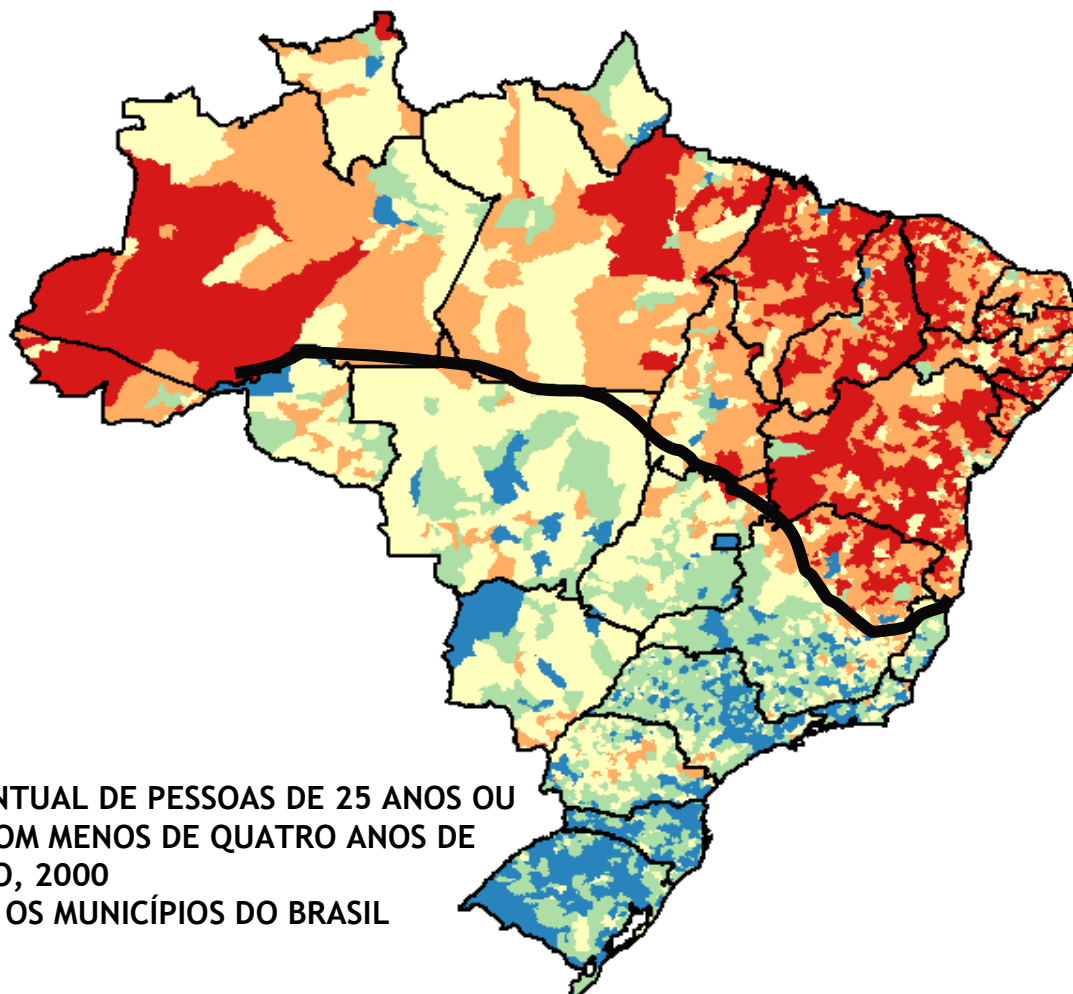 NTUAL DE PESSOAS DE 25 ANOS OU
OM MENOS DE QUATRO ANOS DE
O, 2000
OS MUNICÍPIOS DO BRASIL